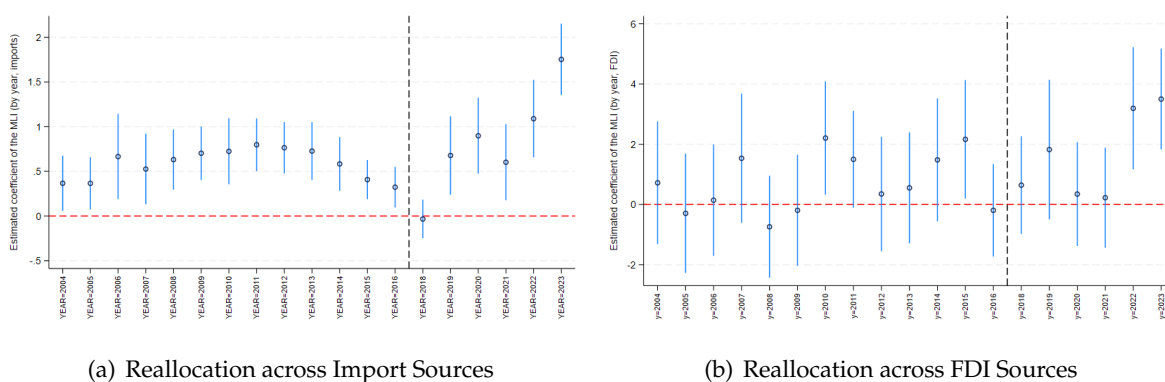 Estimated coefficient of the MLI (by year, imports)
2
1.5
1
.5
0
-.5
YEAR=2004
YEAR=2005
YEAR=2006
YEAR=2007
YEAR=2008
YEAR=2009
YEAR=2010
YEAR=2011
YEAR=2012
YEAR=2013
YEAR=2014
YEAR=2015
YEAR=2016
YEAR=2018
YEAR=2019
YEAR=2020
YEAR=2021
YEAR=2022
YEAR=2023
(a) Reallocation across Import Sources
Estimated coefficient of the MLI (by year, FDI)
6
4
2
0
-2
y=2004
y=2005
y=2006
y=2007
y=2008
y=2009
y=2010
y=2011
y=2012
y=2013
y=2014
y=2015
y=2016
y=2018
y=2019
y=2020
y=2021
y=2022
y=2023
(b) Reallocation across FDI Sources